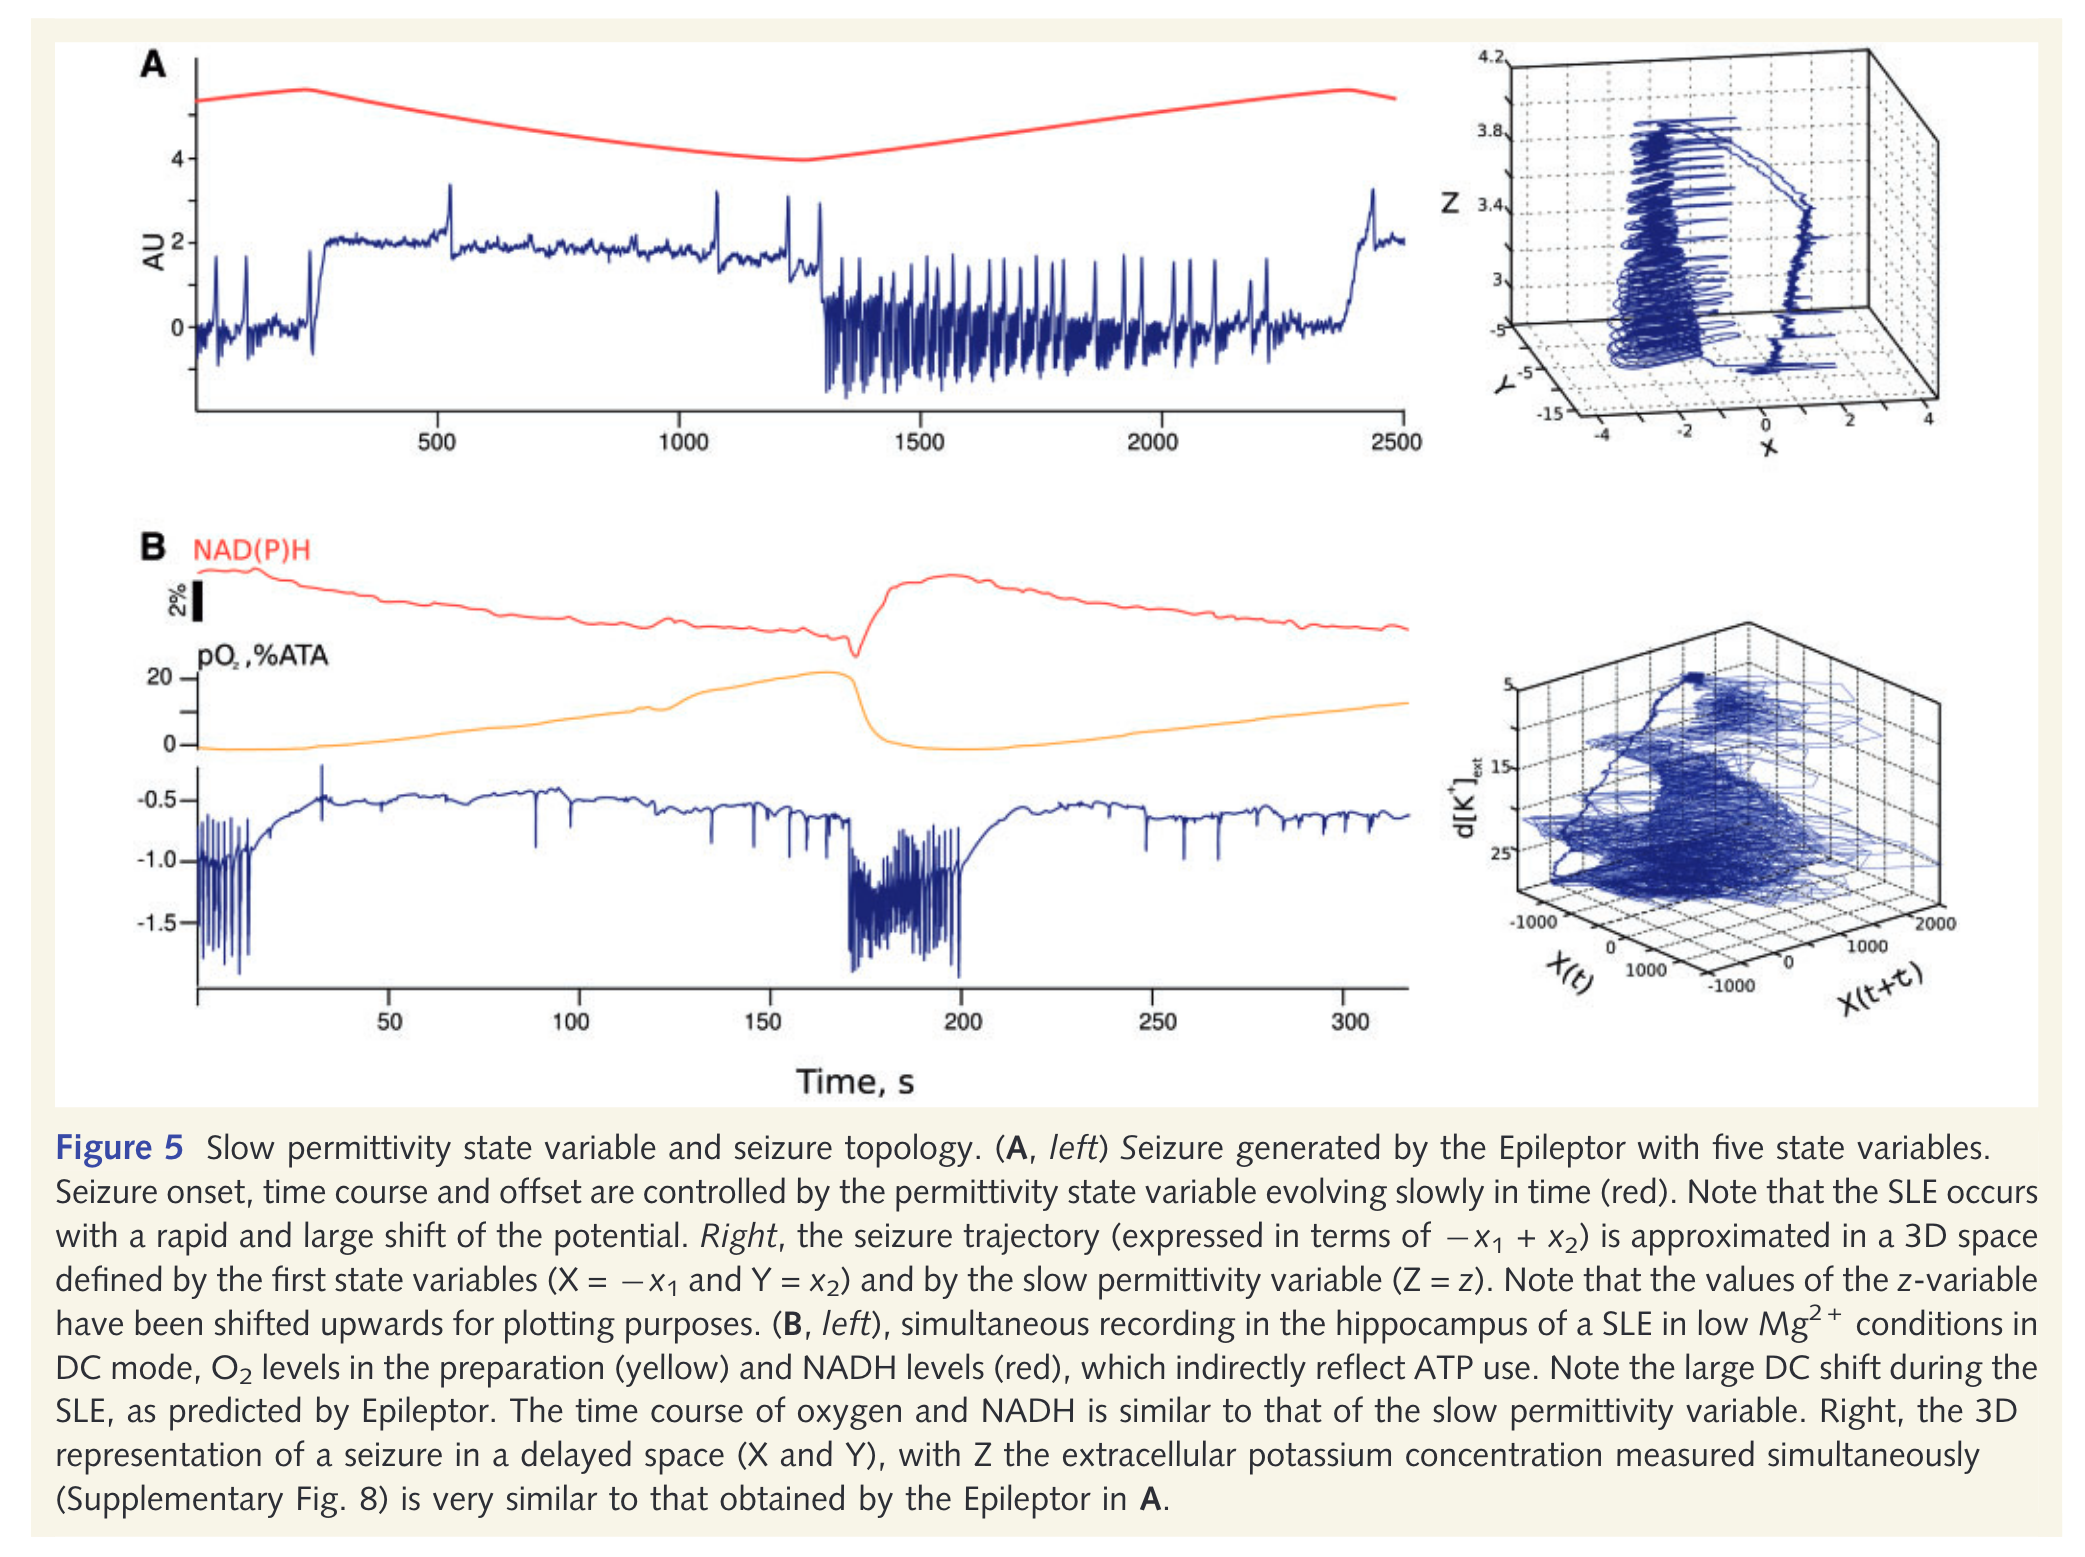 A
4
2
0
AU
500
1000
1500
2000
2500
4.2
3.8
3.4
3
-5
-5
-15
Z
Y
-4
-2
0
2
4
X
B
NAD(P)H
2%
pO₂,%ATA
20
0
-0.5
-1.0
-1.5
50
100
150
200
250
300
Time, s
5
15
25
d[K⁺]ext
-1000
0
1000
X(t)
-1000
0
1000
2000
X(t+τ)
Figure 5 Slow permittivity state variable and seizure topology. (A, left) Seizure generated by the Epileptor with five state variables.
Seizure onset, time course and offset are controlled by the permittivity state variable evolving slowly in time (red). Note that the SLE occurs
with a rapid and large shift of the potential. Right, the seizure trajectory (expressed in terms of −x₁ + x₂) is approximated in a 3D space
defined by the first state variables (X = −x₁ and Y = x₂) and by the slow permittivity variable (Z = z). Note that the values of the z-variable
have been shifted upwards for plotting purposes. (B, left), simultaneous recording in the hippocampus of a SLE in low Mg²⁺ conditions in
DC mode, O₂ levels in the preparation (yellow) and NADH levels (red), which indirectly reflect ATP use. Note the large DC shift during the
SLE, as predicted by Epileptor. The time course of oxygen and NADH is similar to that of the slow permittivity variable. Right, the 3D
representation of a seizure in a delayed space (X and Y), with Z the extracellular potassium concentration measured simultaneously
(Supplementary Fig. 8) is very similar to that obtained by the Epileptor in A.